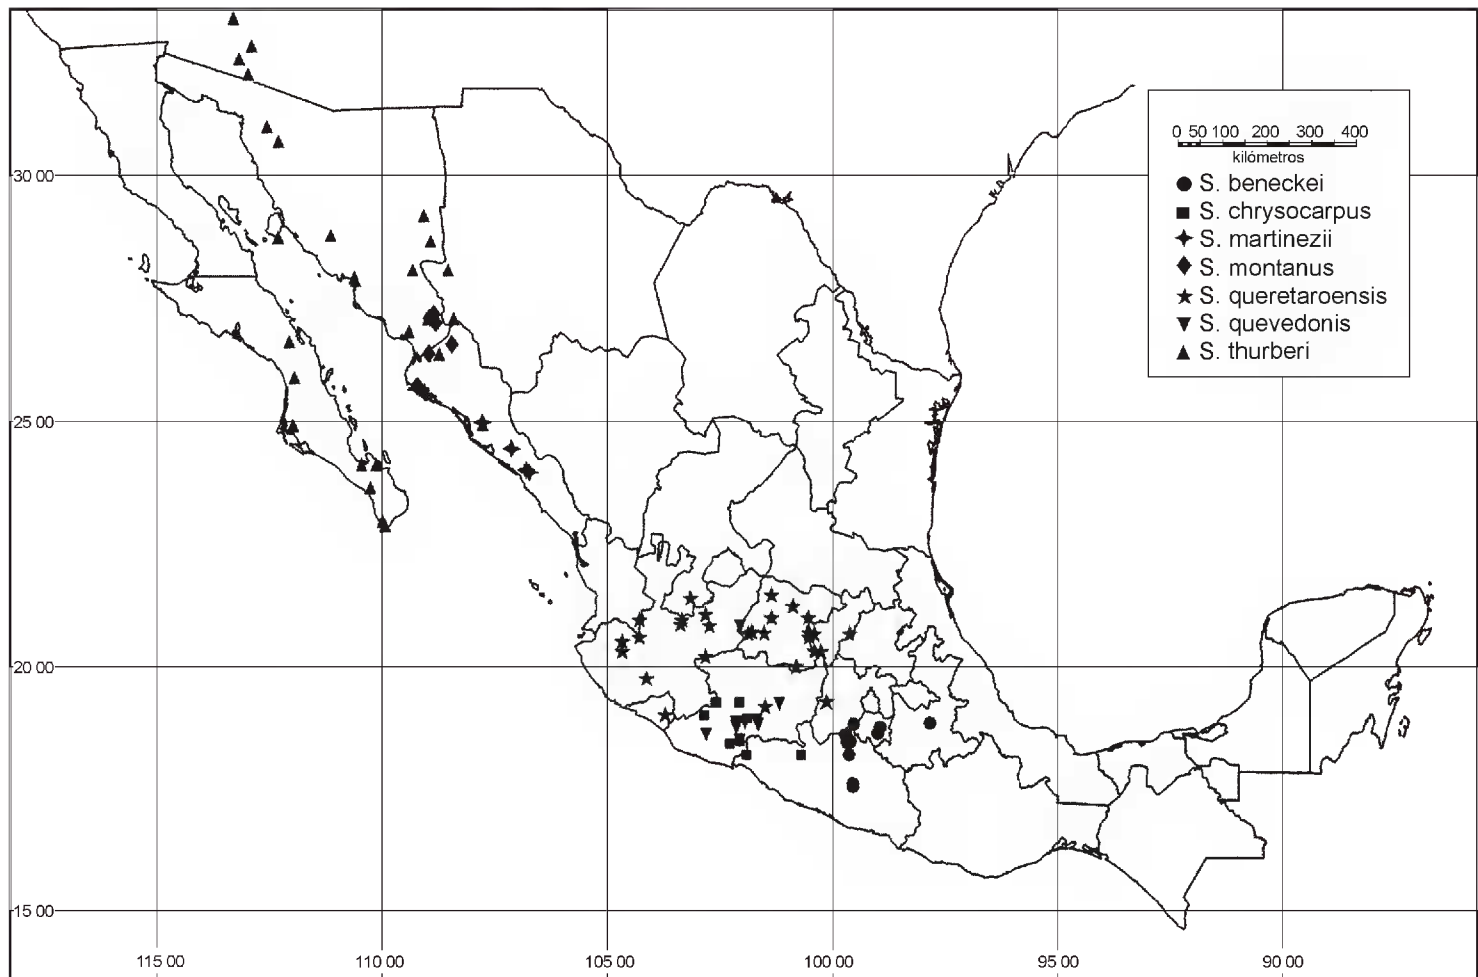 0 50 100 200 300 400
kilómetros
S. beneckei
S. chrysocarpus
S. martinezii
S. montanus
S. queretaroensis
S. quevedonis
S. thurberi
30 00
25 00
20 00
15 00
115 00 110 00 105 00 100 00 95 00 90 00